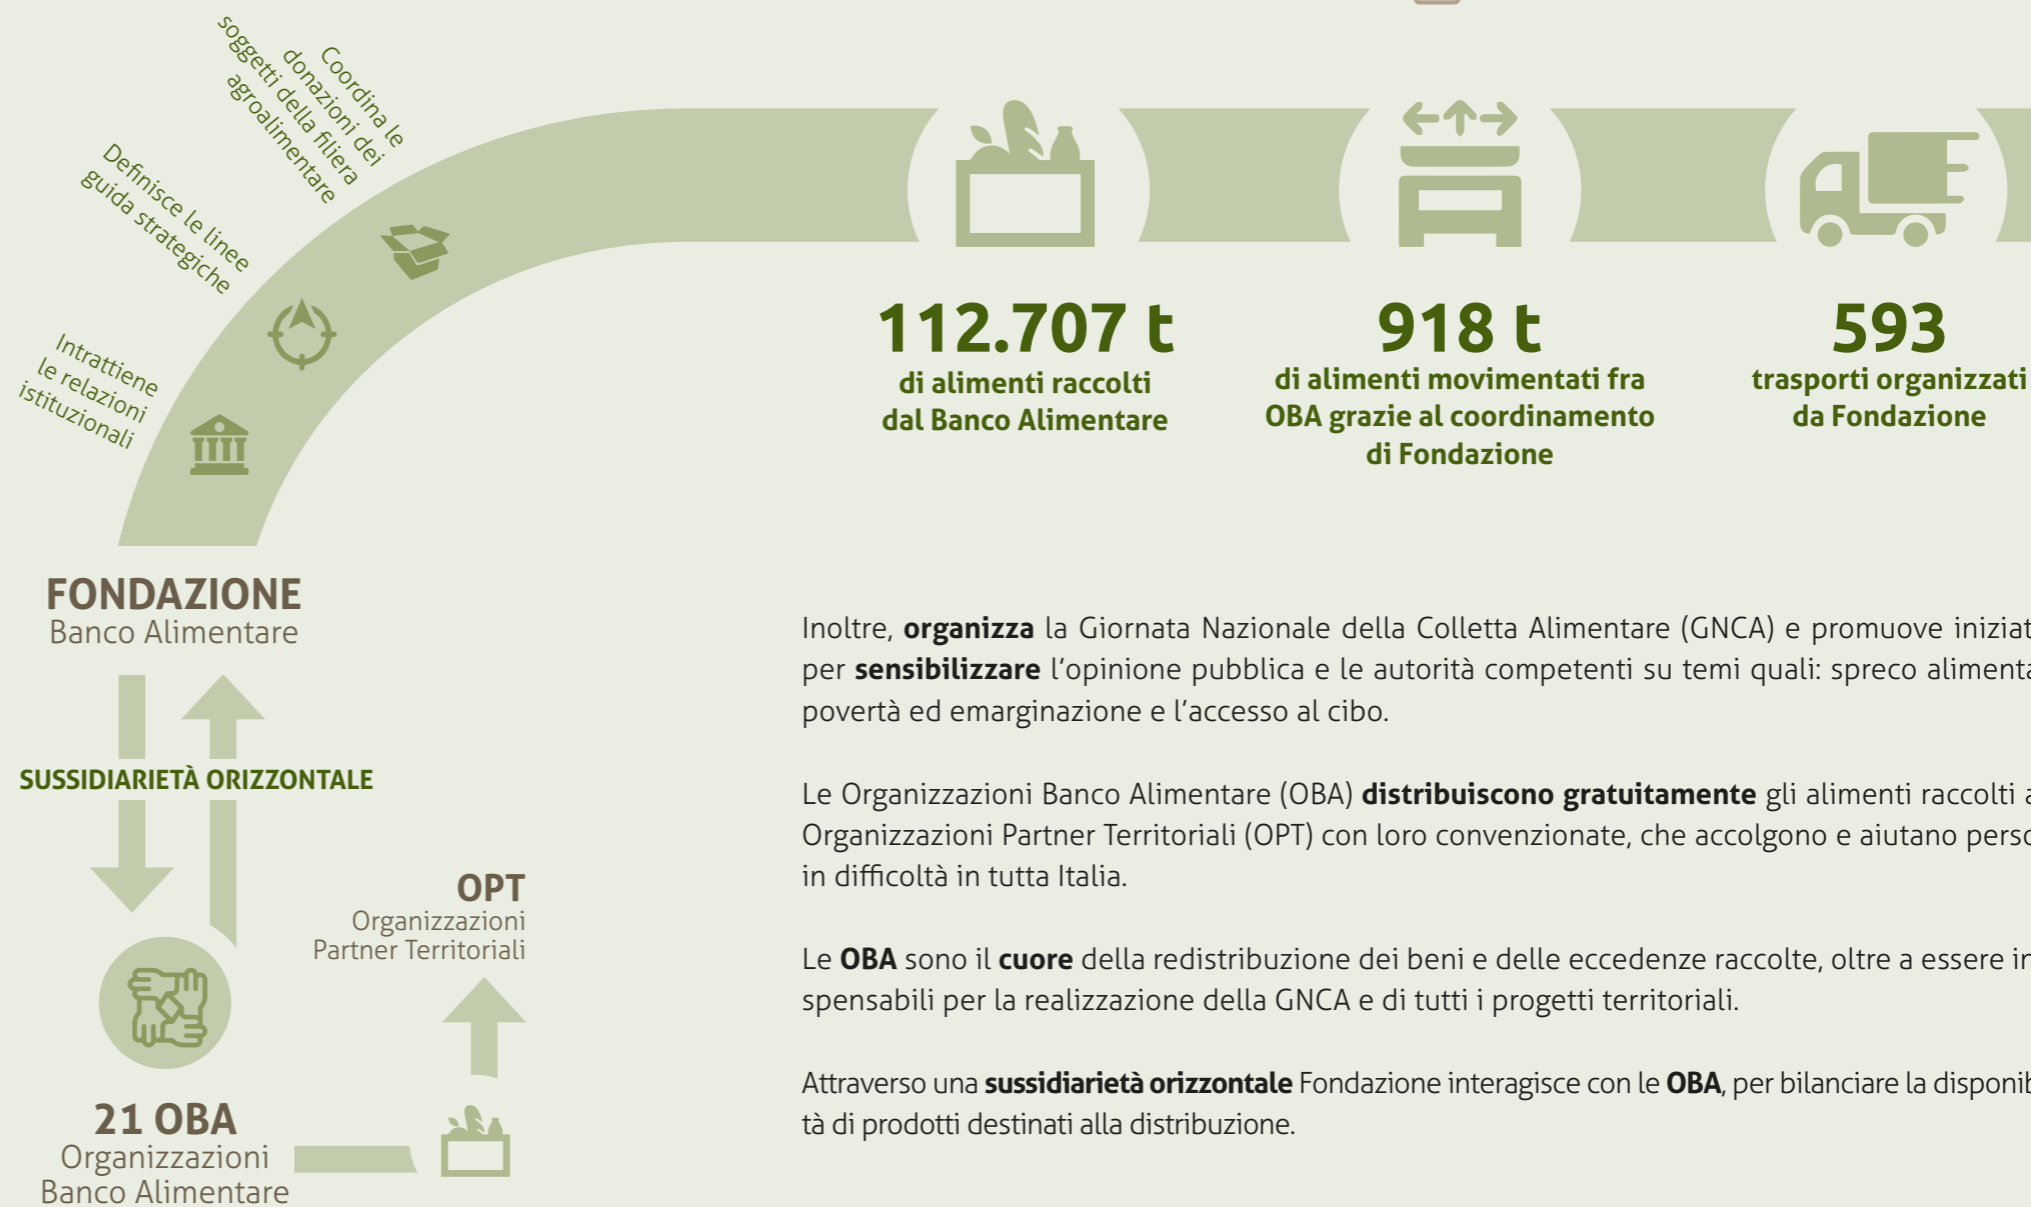 Coordina le
donazioni dei
soggetti della filiera
agroalimentare
Definisce le linee
guida strategiche
Intrattiene
le relazioni
istituzionali
112.707 t
di alimenti raccolti
dal Banco Alimentare
918 t
di alimenti movimentati fra
OBA grazie al coordinamento
di Fondazione
593
trasporti organizzati
da Fondazione
FONDAZIONE
Banco Alimentare
SUSSIDIARIETÀ ORIZZONTALE
OPT
Organizzazioni
Partner Territoriali
21 OBA
Organizzazioni
Banco Alimentare
Inoltre, organizza la Giornata Nazionale della Colletta Alimentare (GNCA) e promuove iniziat
per sensibilizzare l'opinione pubblica e le autorità competenti su temi quali: spreco alimenta
povertà ed emarginazione e l'accesso al cibo.
Le Organizzazioni Banco Alimentare (OBA) distribuiscono gratuitamente gli alimenti raccolti a
Organizzazioni Partner Territoriali (OPT) con loro convenzionate, che accolgono e aiutano perso
in difficoltà in tutta Italia.
Le OBA sono il cuore della redistribuzione dei beni e delle eccedenze raccolte, oltre a essere in
spensabili per la realizzazione della GNCA e di tutti i progetti territoriali.
Attraverso una sussidiarietà orizzontale Fondazione interagisce con le OBA, per bilanciare la disponib
tà di prodotti destinati alla distribuzione.